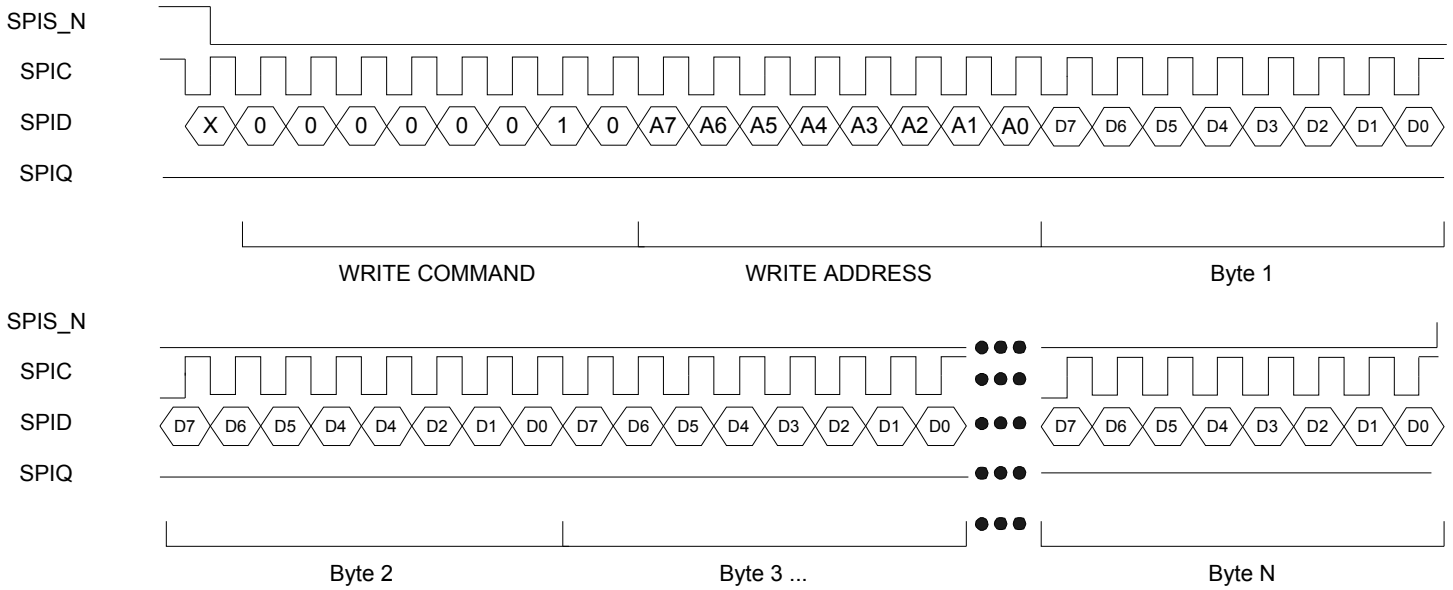 SPIS_N
SPIC
SPID X 0 0 0 0 0 0 1 0 A7 A6 A5 A4 A3 A2 A1 A0 D7 D6 D5 D4 D3 D2 D1 D0
SPIQ
WRITE COMMAND WRITE ADDRESS Byte 1
SPIS_N
SPIC
SPID D7 D6 D5 D4 D4 D2 D1 D0 D7 D6 D5 D4 D3 D2 D1 D0 D7 D6 D5 D4 D3 D2 D1 D0
SPIQ
Byte 2 Byte 3 ... Byte N